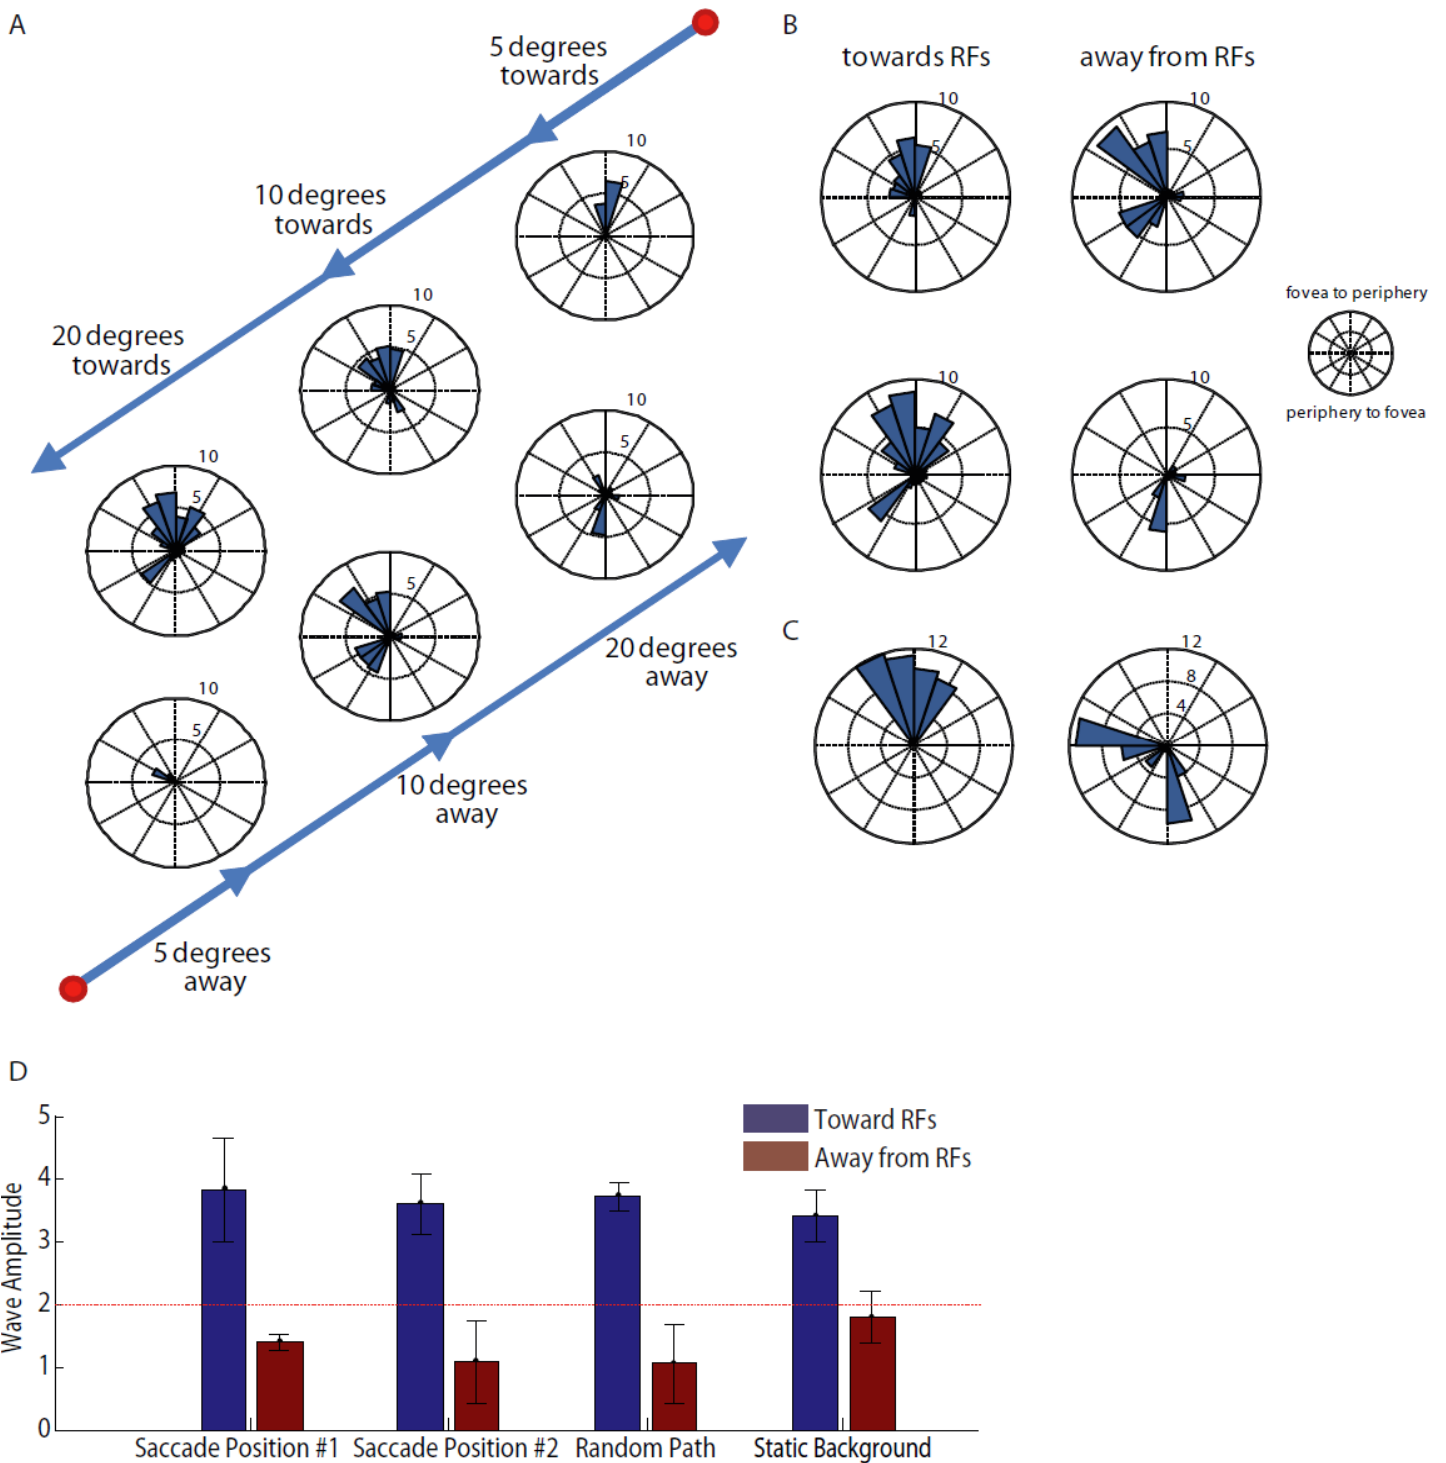 A
5 degrees
towards
10
5
10 degrees
towards
10
5
20 degrees
towards
10
5
10
5
5
10
5
20 degrees
away
10 degrees
away
5 degrees
away
B
towards RFs
away from RFs
10
5
10
5
fovea to periphery
periphery to fovea
10
10
5
C
12
12
8
4
D
5
4
3
2
1
0
Wave Amplitude
Toward RFs
Away from RFs
Saccade Position #1
Saccade Position #2
Random Path
Static Background